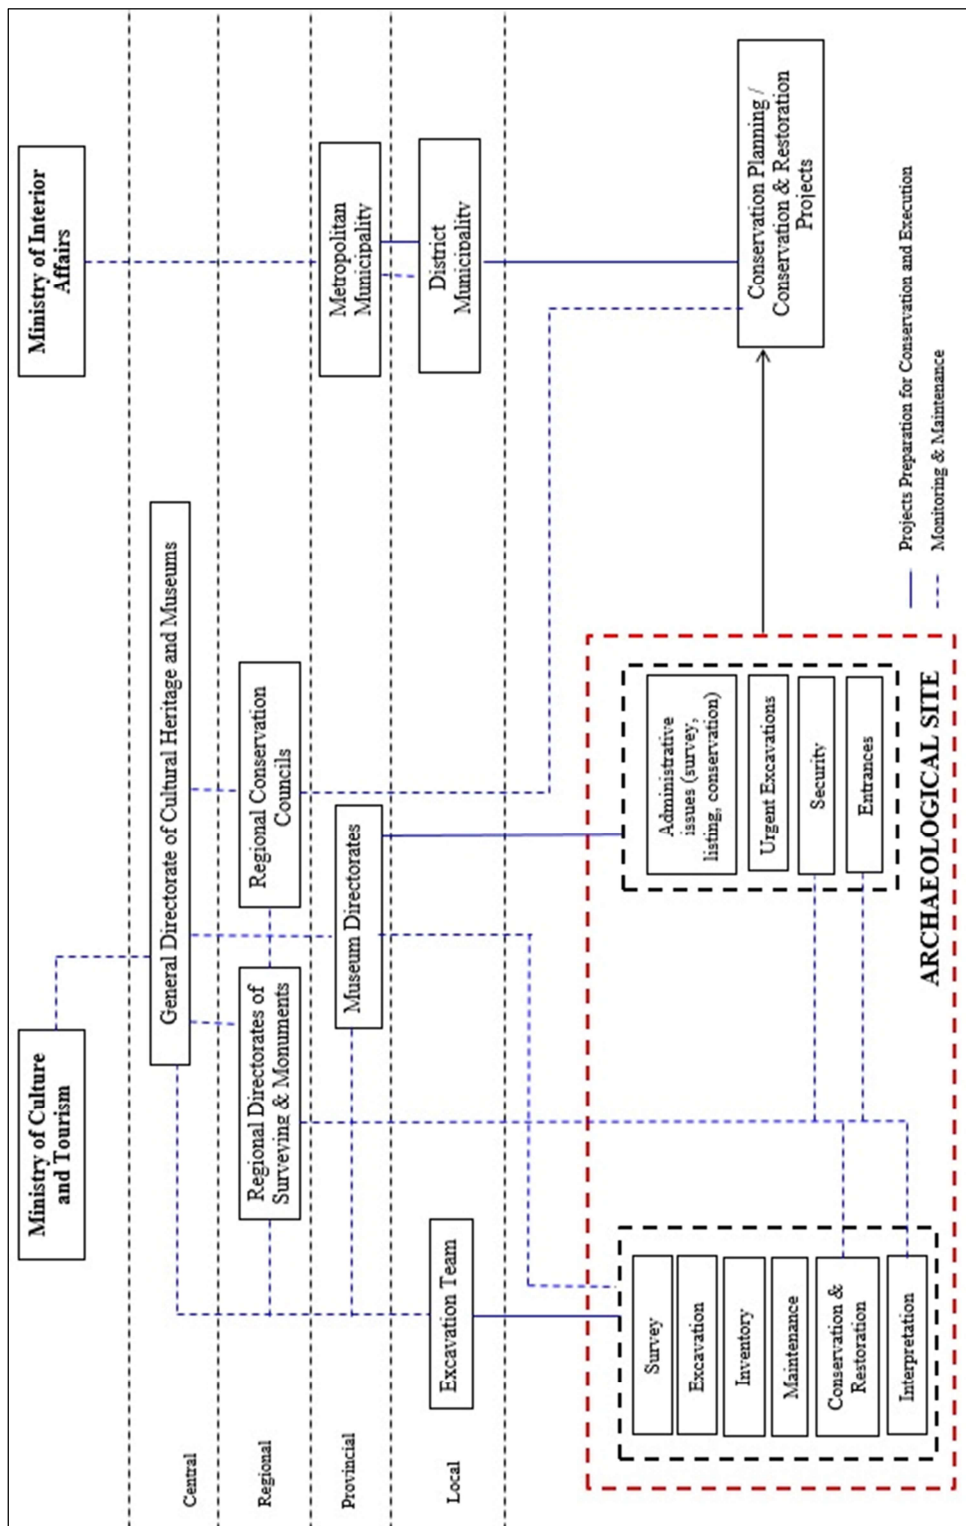 Ministry of Culture
and Tourism
Ministry of Interior
Affairs
Central
General Directorate of Cultural Heritage and Museums
Regional
Regional Directorates of
Surveying & Monuments
Regional Conservation
Councils
Provincial
Museum Directorates
Metropolitan
Municipality
Local
Excavation Team
District
Municipality
Survey
Excavation
Inventory
Maintenance
Conservation &
Restoration
Interpretation
Administrative
issues (survey,
listing, conservation)
Urgent Excavations
Security
Entrances
ARCHAEOLOGICAL SITE
Conservation Planning /
Conservation & Restoration
Projects
Projects Preparation for Conservation and Execution
Monitoring & Maintenance